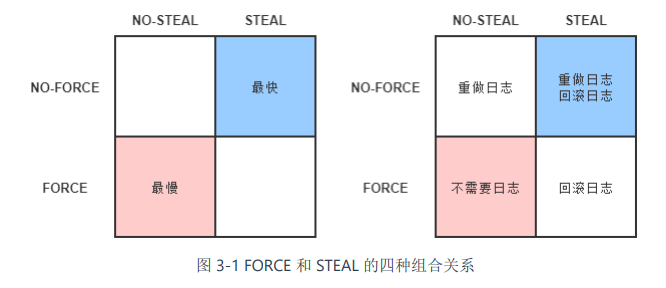 NO-STEAL STEAL NO-STEAL STEAL
NO-FORCE 最快 NO-FORCE 重做日志 重做日志
回滚日志
FORCE 最慢 FORCE 不需要日志 回滚日志
图 3-1 FORCE 和 STEAL 的四种组合关系